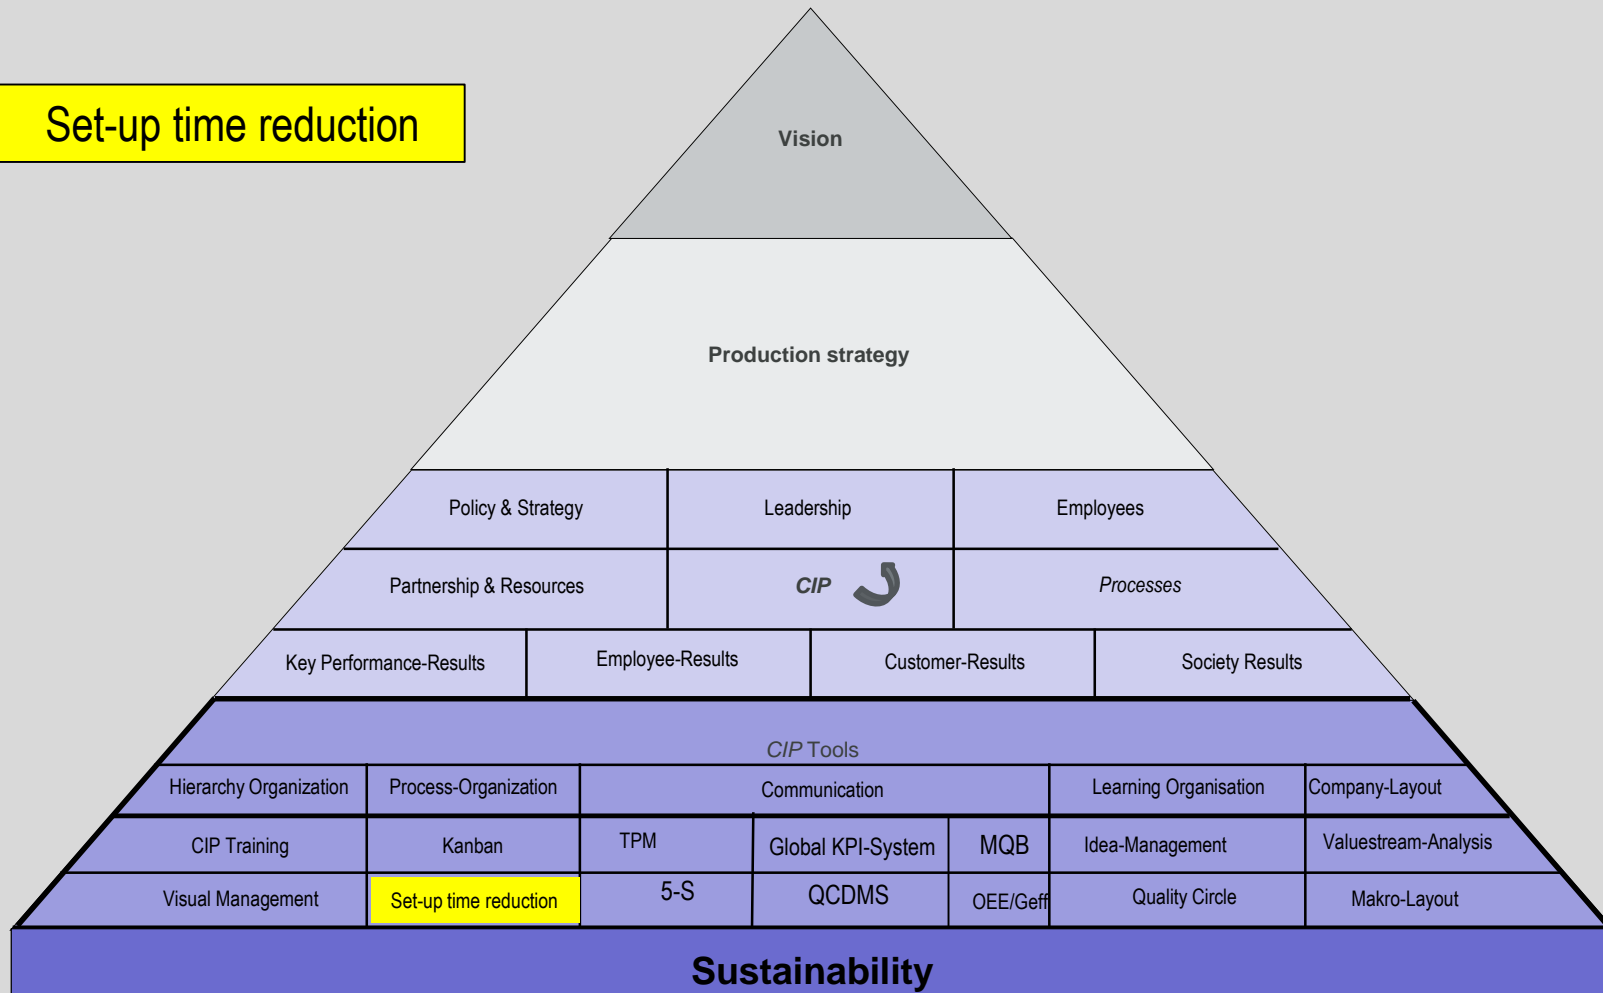 Set-up time reduction
Vision
Production strategy
Policy & Strategy
Leadership
Employees
Partnership & Resources
CIP
Processes
Key Performance-Results
Employee-Results
Customer-Results
Society Results
CIP Tools
Hierarchy Organization
Process-Organization
Communication
Learning Organisation
Company-Layout
CIP Training
Kanban
TPM
Global KPI-System
MQB
Idea-Management
Valuestream-Analysis
Visual Management
Set-up time reduction
5-S
QCDMS
OEE/Geff
Quality Circle
Makro-Layout
Sustainability